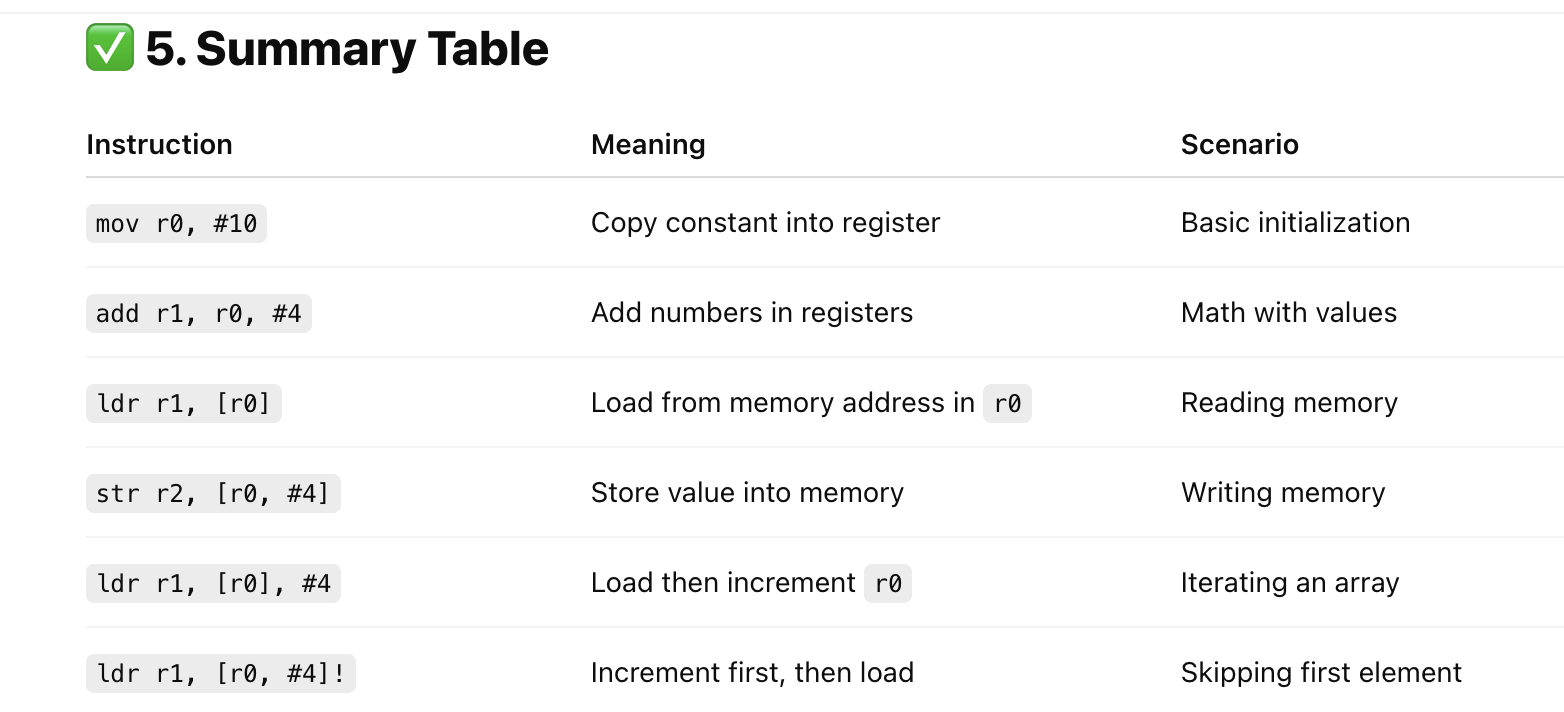 ✅ 5. Summary Table
Instruction Meaning Scenario
mov r0, #10 Copy constant into register Basic initialization
add r1, r0, #4 Add numbers in registers Math with values
ldr r1, [r0] Load from memory address in r0 Reading memory
str r2, [r0, #4] Store value into memory Writing memory
ldr r1, [r0], #4 Load then increment r0 Iterating an array
ldr r1, [r0, #4]! Increment first, then load Skipping first element